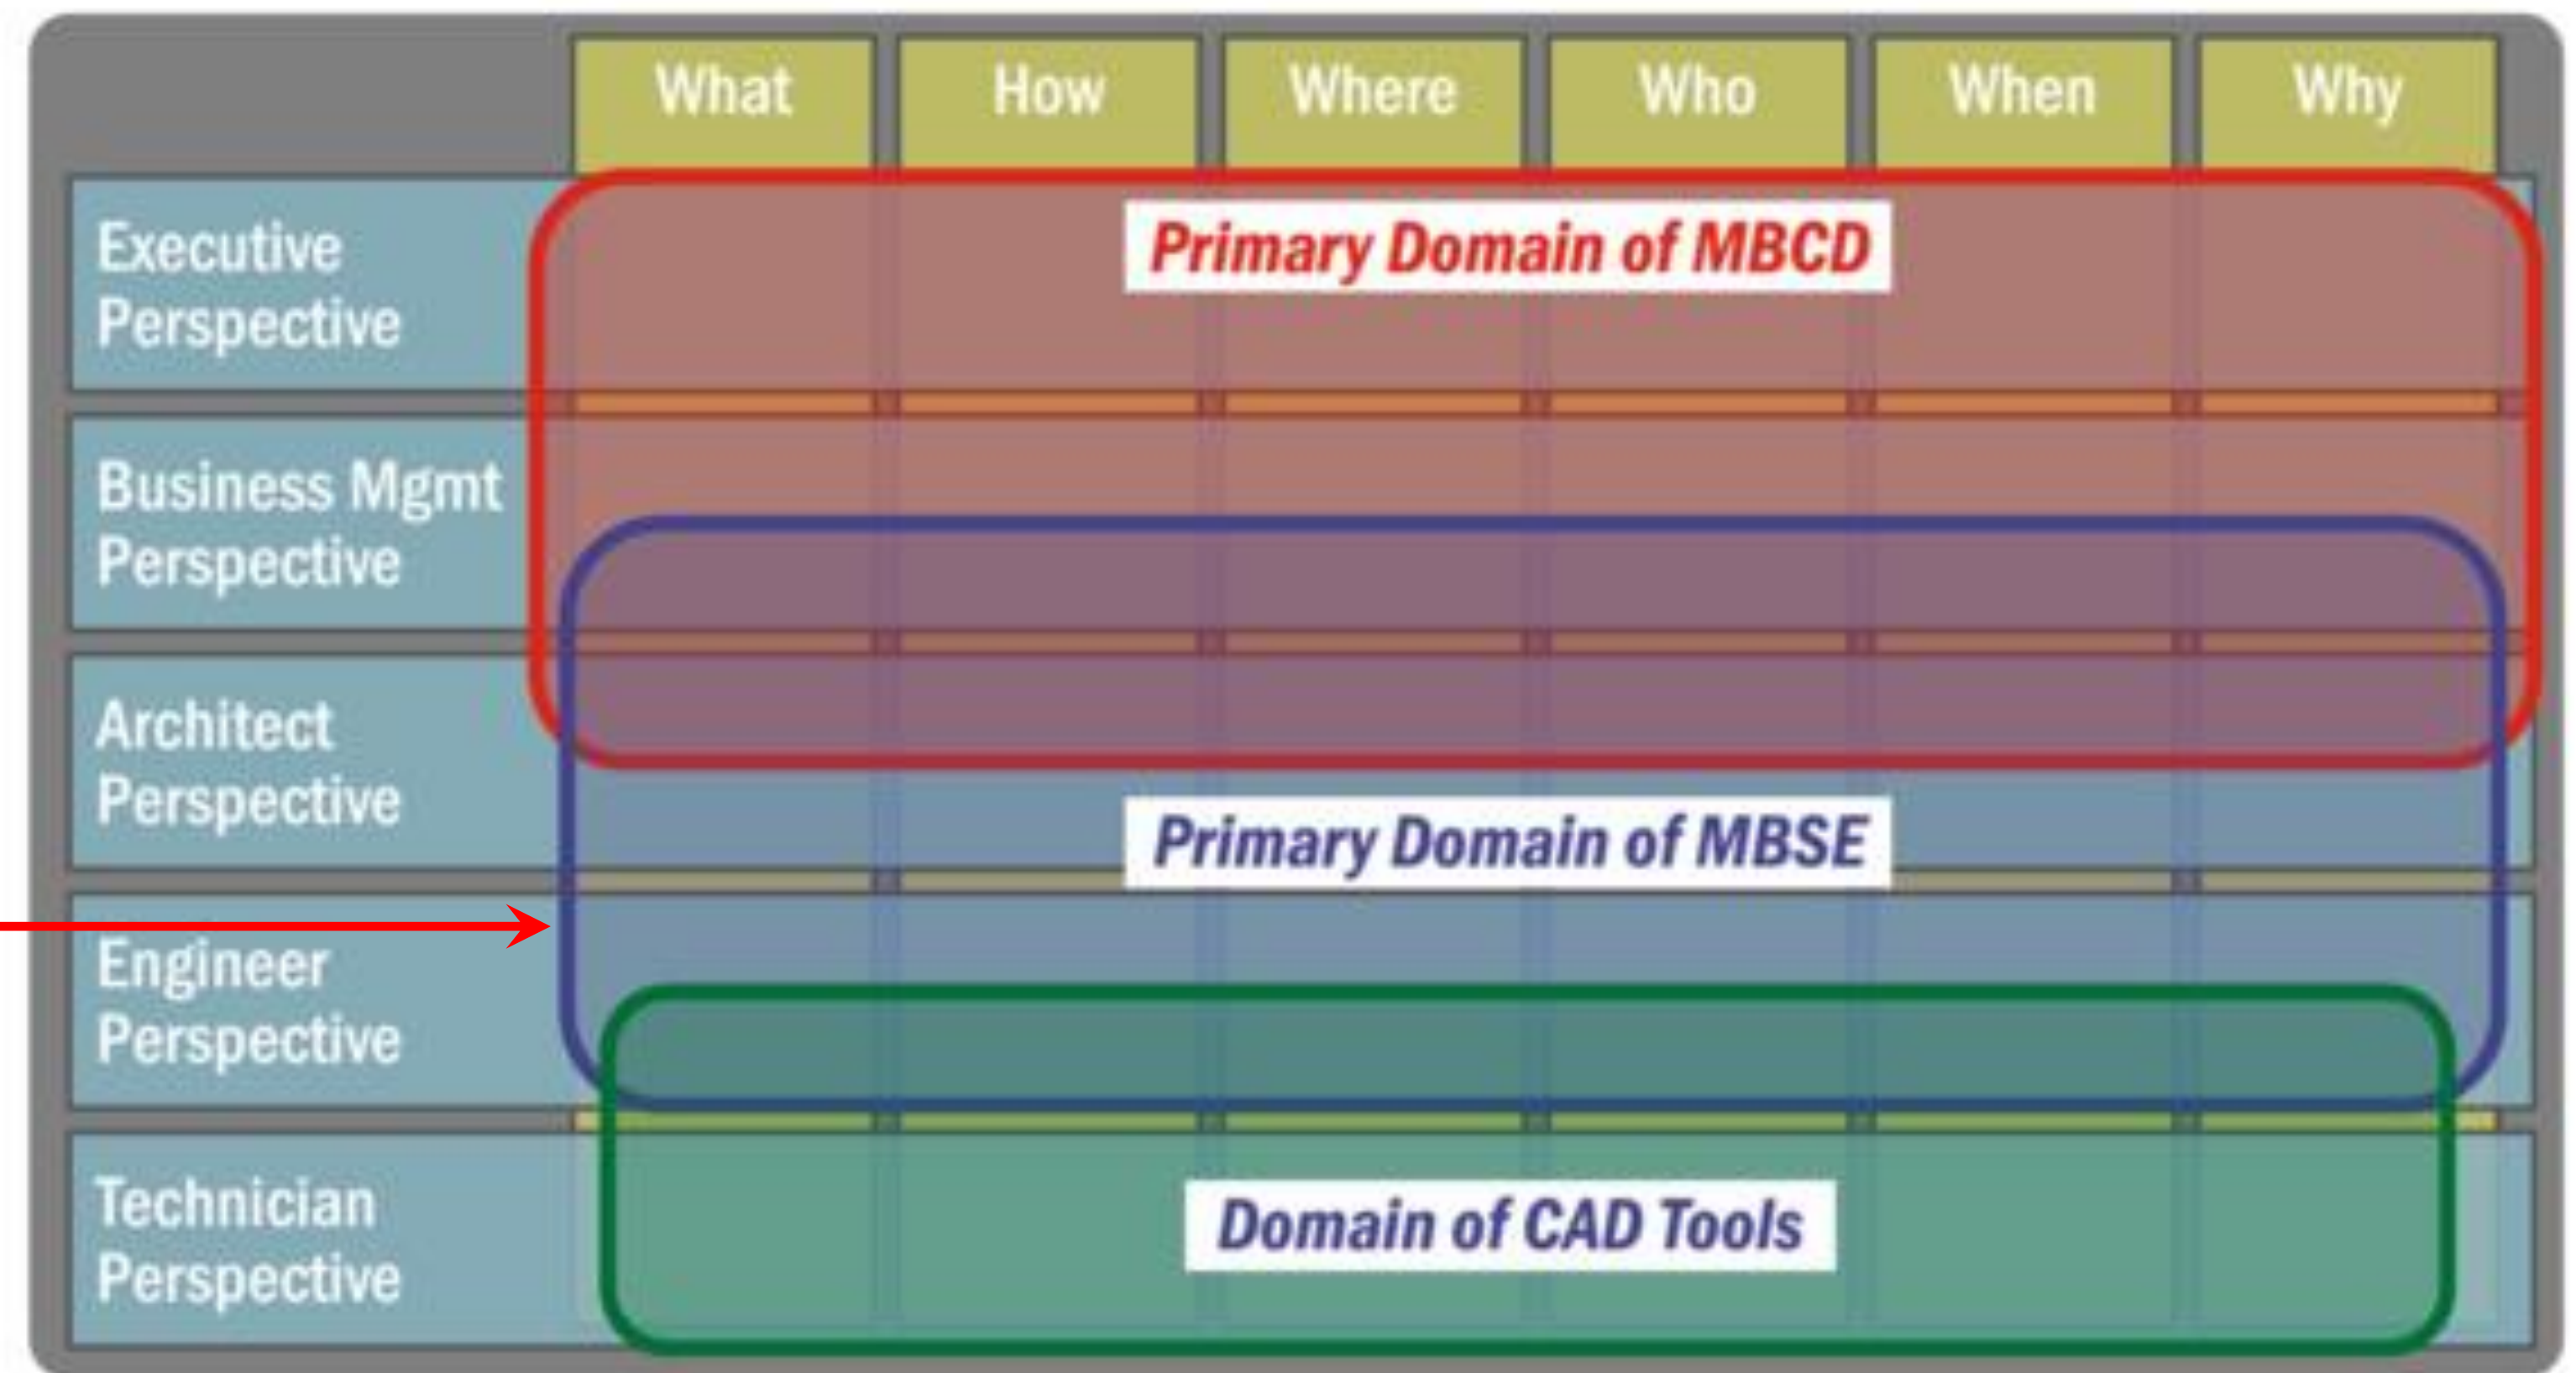 What How Where Who When Why
Executive
Perspective
Primary Domain of MBCD
Business Mgmt
Perspective
Architect
Perspective
Primary Domain of MBSE
Engineer
Perspective
Technician
Perspective
Domain of CAD Tools